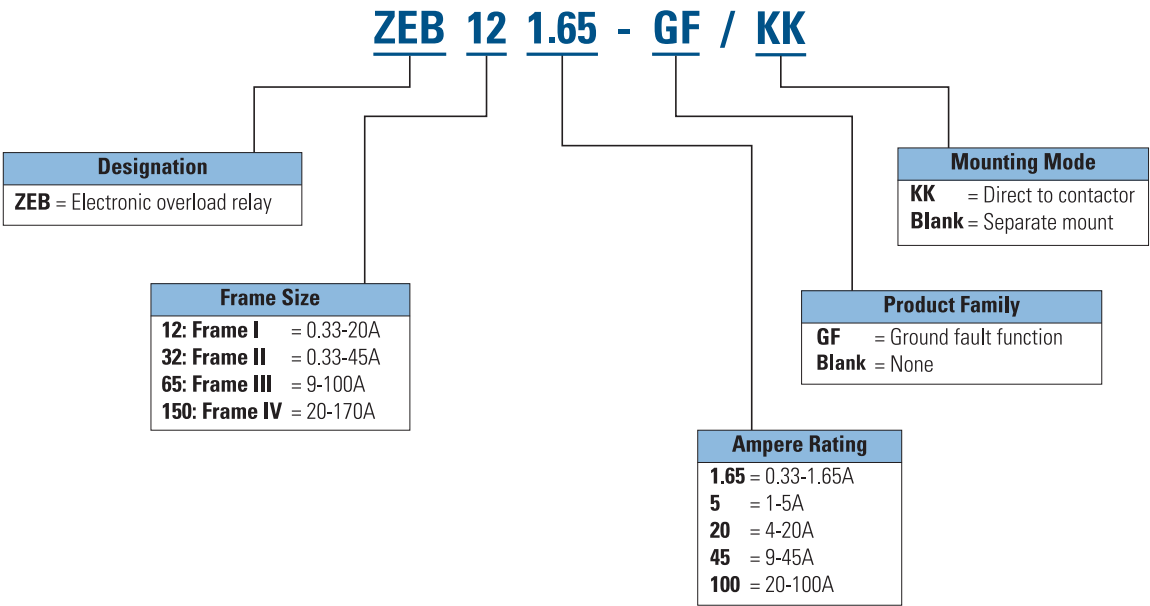 ZEB 12 1.65 - GF / KK
Designation
ZEB = Electronic overload relay
Mounting Mode
KK = Direct to contactor
Blank = Separate mount
Frame Size
12: Frame I = 0.33-20A
32: Frame II = 0.33-45A
65: Frame III = 9-100A
150: Frame IV = 20-170A
Product Family
GF = Ground fault function
Blank = None
Ampere Rating
1.65 = 0.33-1.65A
5 = 1-5A
20 = 4-20A
45 = 9-45A
100 = 20-100A